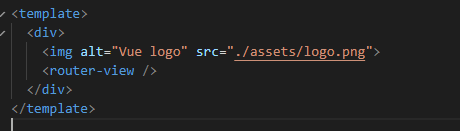 <template>
<div>
<img alt="Vue logo" src="./assets/logo.png">
<router-view />
</div>
</template>